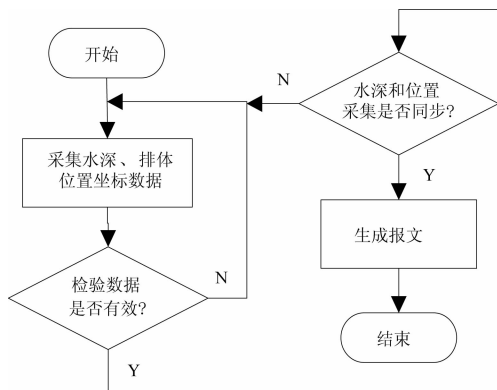 开始
采集水深、排体
位置坐标数据
检验数据
是否有效?
N
Y
水深和位置
采集是否同步?
N
Y
生成报文
结束